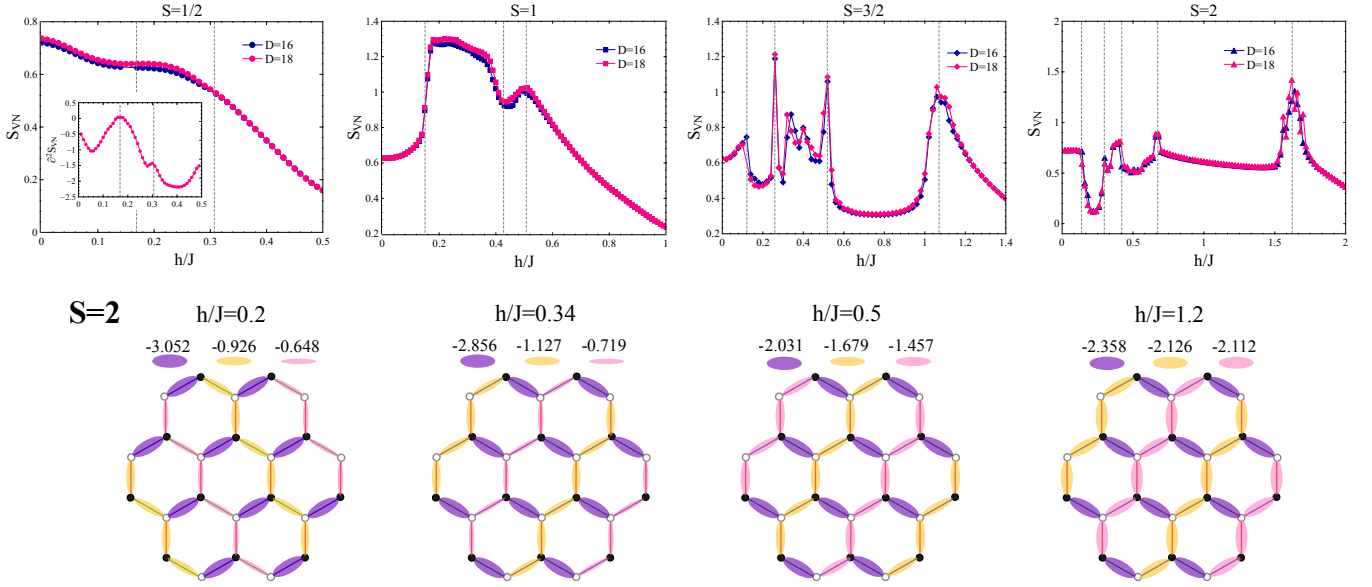 S=1/2
S=1
S=3/2
S=2
0.8
0.6
0.4
0.2
0.0
S_VN
D=16
D=18
0.5
0
−0.5
−1
−1.5
−2
−2.5
∂²S_VN
0 0.1 0.2 0.3 0.4 0.5
0 0.1 0.2 0.3 0.4 0.5
h/J
1.4
1.2
1
0.8
0.6
0.4
0.2
S_VN
D=16
D=18
0 0.2 0.4 0.6 0.8 1
h/J
1.4
1.2
1
0.8
0.6
0.4
0.2
S_VN
D=16
D=18
0 0.2 0.4 0.6 0.8 1 1.2 1.4
h/J
2
1.5
1
0.5
0
S_VN
D=16
D=18
0 0.5 1 1.5 2
h/J
S=2
h/J=0.2
-3.052 -0.926 -0.648
h/J=0.34
-2.856 -1.127 -0.719
h/J=0.5
-2.031 -1.679 -1.457
h/J=1.2
-2.358 -2.126 -2.112